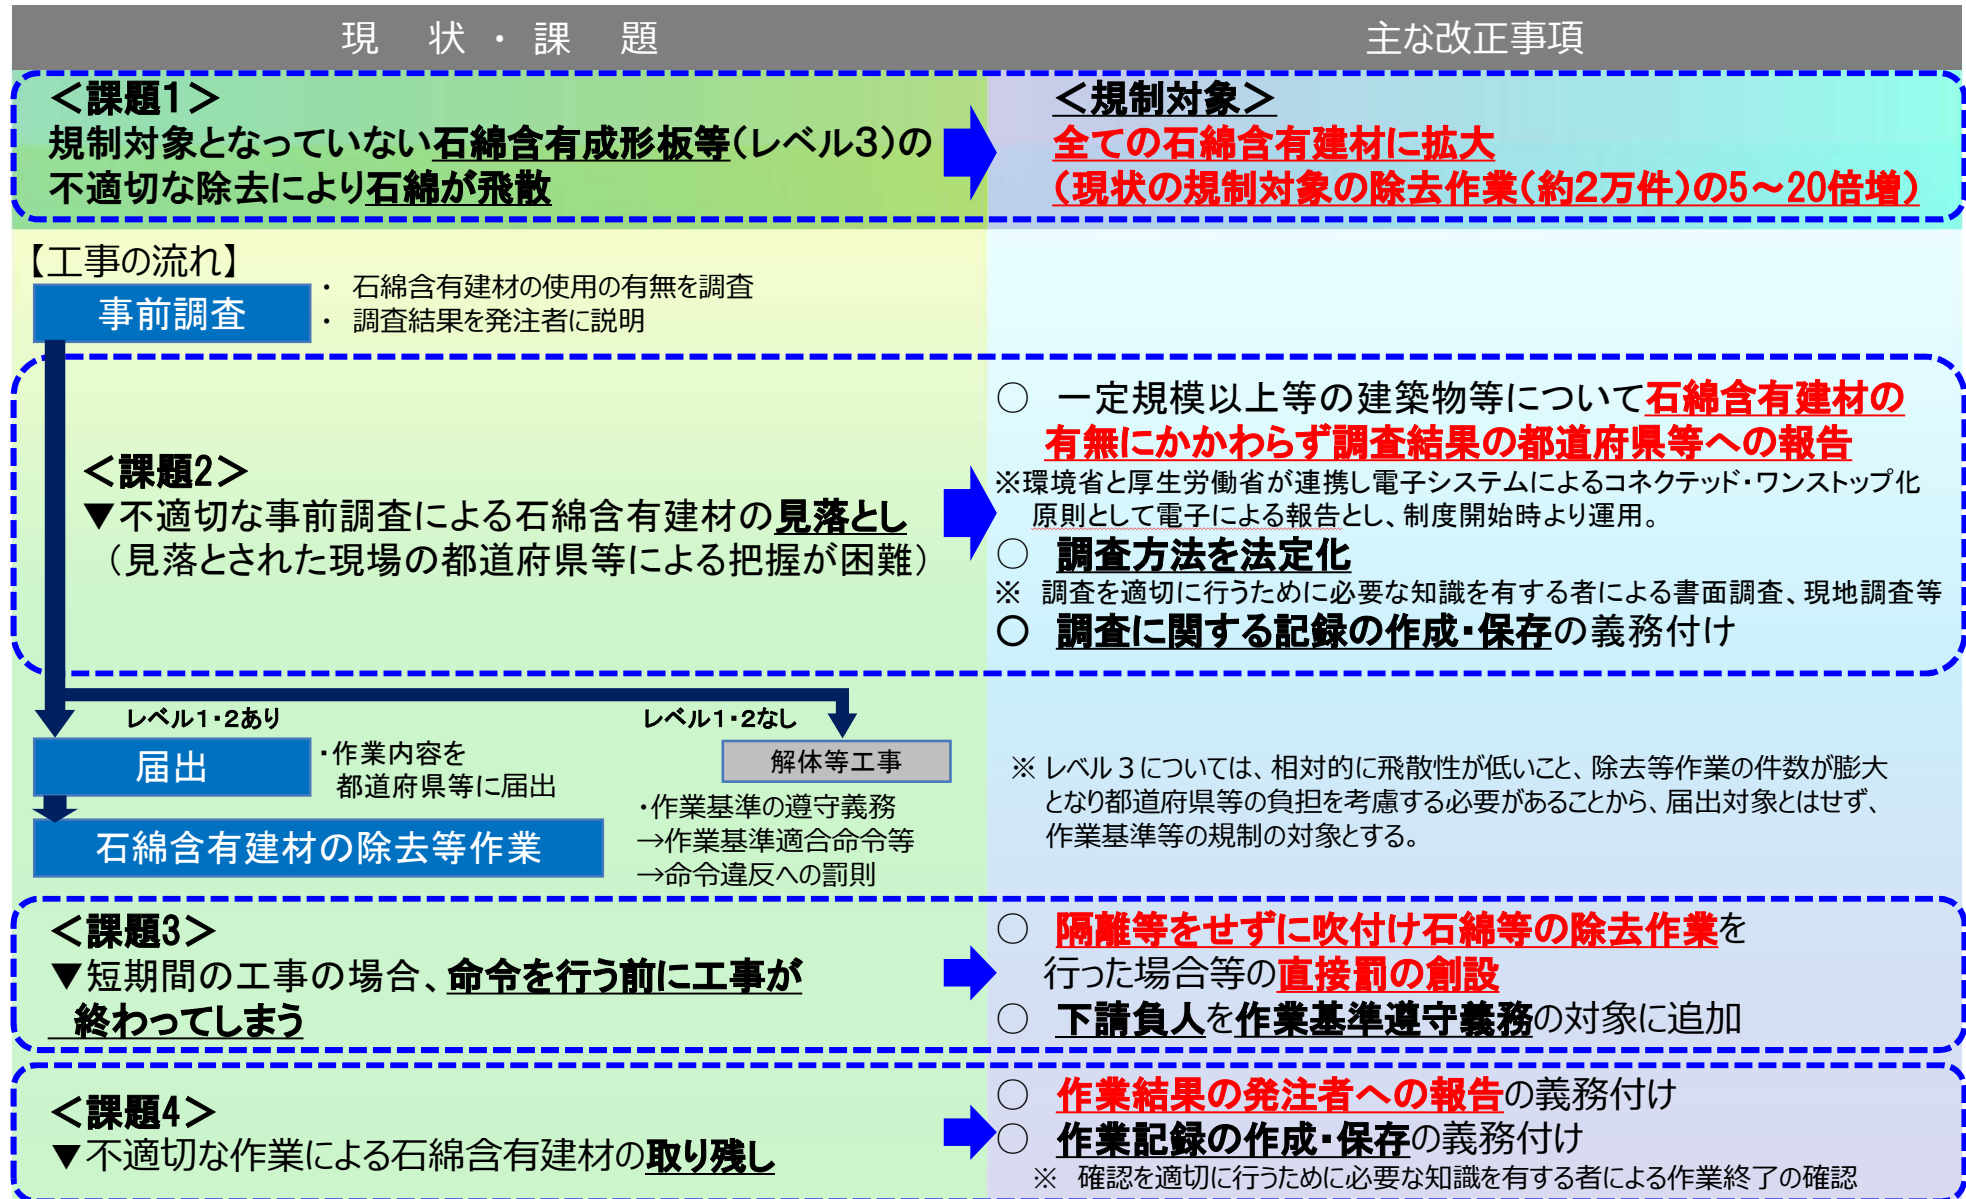 現　状・課　題
主な改正事項
＜課題1＞
規制対象となっていない石綿含有成形板等(レベル3)の
不適切な除去により石綿が飛散
＜規制対象＞
全ての石綿含有建材に拡大
（現状の規制対象の除去作業(約2万件)の5～20倍増）
【工事の流れ】
事前調査
・ 石綿含有建材の使用の有無を調査
・ 調査結果を発注者に説明
＜課題2＞
▼不適切な事前調査による石綿含有建材の見落とし
（見落とされた現場の都道府県等による把握が困難）
○ 一定規模以上等の建築物等について石綿含有建材の
有無にかかわらず調査結果の都道府県等への報告
※環境省と厚生労働省が連携し電子システムによるコネクテッド・ワンストップ化
原則として電子による報告とし、制度開始時より運用。
○ 調査方法を法定化
※ 調査を適切に行うために必要な知識を有する者による書面調査、現地調査等
○ 調査に関する記録の作成・保存の義務付け
レベル1・2あり
レベル1・2なし
届出
・作業内容を
都道府県等に届出
解体等工事
石綿含有建材の除去等作業
・作業基準の遵守義務
→作業基準適合命令等
→命令違反への罰則
※ レベル３については、相対的に飛散性が低いこと、除去等作業の件数が膨大
となり都道府県等の負担を考慮する必要があることから、届出対象とはせず、
作業基準等の規制の対象とする。
＜課題3＞
▼短期間の工事の場合、命令を行う前に工事が
終わってしまう
○ 隔離等をせずに吹付け石綿等の除去作業を
行った場合等の直接罰の創設
○ 下請負人を作業基準遵守義務の対象に追加
＜課題4＞
▼不適切な作業による石綿含有建材の取り残し
○ 作業結果の発注者への報告の義務付け
○ 作業記録の作成・保存の義務付け
※ 確認を適切に行うために必要な知識を有する者による作業終了の確認